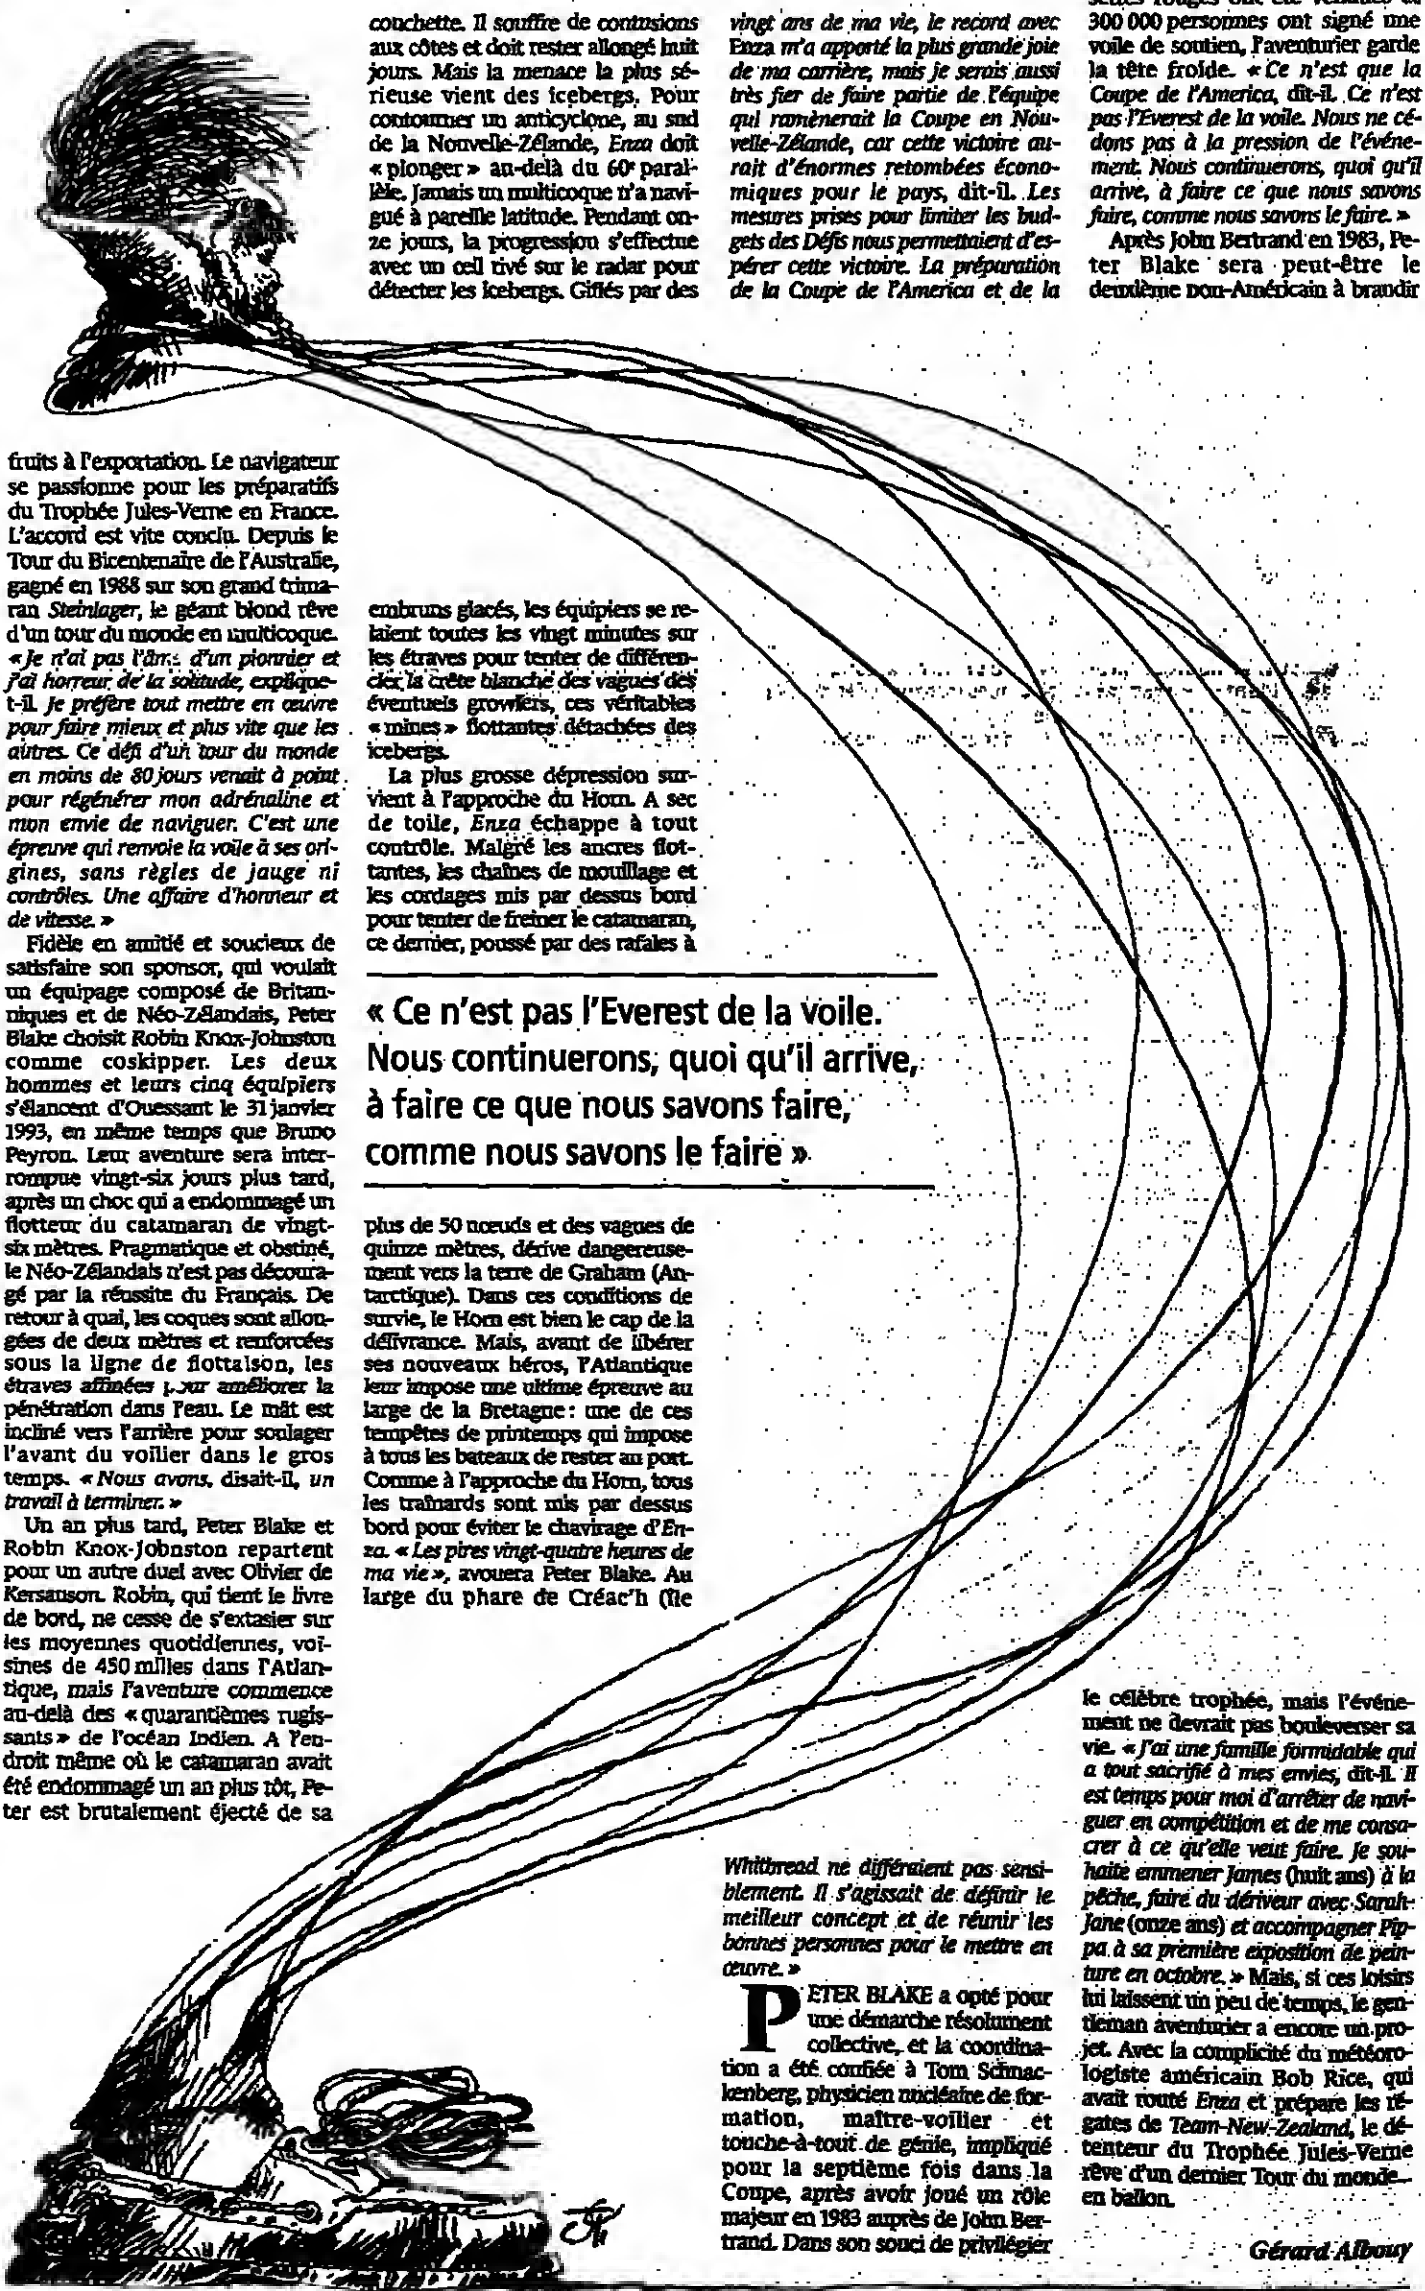 fruits à l'exportation. Le navigateur
se passionne pour les préparatifs
du Trophée Jules-Verne en France.
L'accord est vite conclu. Depuis le
Tour du Bicentenaire de l'Australie,
gagné en 1988 sur son grand trima-
ran Steinlager, le géant blond rêve
d'un tour du monde en multicoque.
« Je n'ai pas l'âme d'un pionnier et
j'ai horreur de la solitude, explique-
t-il. Je préfère tout mettre en œuvre
pour faire mieux et plus vite que les
autres. Ce défi d'un tour du monde
en moins de 80 jours venait à point
pour régénérer mon adrénaline et
mon envie de naviguer. C'est une
épreuve qui renvoie la voile à ses ori-
gines, sans règles de jauge ni
contrôles. Une affaire d'honneur et
de vitesse. »
Fidèle en amitié et soucieux de
satisfaire son sponsor, qui voulait
un équipage composé de Britan-
niques et de Néo-Zélandais, Peter
Blake choisit Robin Knox-Johnston
comme coskipper. Les deux
hommes et leurs cinq équipiers
s'élancent d'Ouessant le 31 janvier
1993, en même temps que Bruno
Peyron. Leur aventure sera inter-
rompue vingt-six jours plus tard,
après un choc qui a endommagé un
flotteur du catamaran de vingt-
six mètres. Pragmatique et obstiné,
le Néo-Zélandais n'est pas découra-
gé par la réussite du Français. De
retour à quai, les coques sont allon-
gées de deux mètres et renforcées
sous la ligne de flottaison, les
étraves affinées pour améliorer la
pénétration dans l'eau. Le mât est
incliné vers l'arrière pour soulager
l'avant du voilier dans le gros
temps. « Nous avons, disait-il, un
travail à terminer. »
Un an plus tard, Peter Blake et
Robin Knox-Johnston repartent
pour un autre duel avec Olivier de
Kersauson. Robin, qui tient le livre
de bord, ne cesse de s'extasier sur
les moyennes quotidiennes, voi-
sines de 450 milles dans l'Atlan-
tique, mais l'aventure commence
au-delà des « quarantièmes rugis-
sants » de l'océan Indien. A l'en-
droit même où le catamaran avait
été endommagé un an plus tôt, Pe-
ter est brutalement éjecté de sa
couchette. Il souffre de contusions
aux côtes et doit rester allongé huit
jours. Mais la menace la plus sé-
rieuse vient des icebergs. Pour
contourner un anticyclone, au sud
de la Nouvelle-Zélande, Enza doit
« plonger » au-delà du 60e paral-
lèle. Jamais un multicoque n'a navi-
gué à pareille latitude. Pendant on-
ze jours, la progression s'effectue
avec un œil rivé sur le radar pour
détecter les icebergs. Giflés par des
embruns glacés, les équipiers se re-
laient toutes les vingt minutes sur
les étraves pour tenter de différen-
cier la crête blanche des vagues des
éventuels growlers, ces véritables
« mines » flottantes détachées des
icebergs.
La plus grosse dépression sur-
vient à l'approche du Horn. A sec
de toile, Enza échappe à tout
contrôle. Malgré les ancres flot-
tantes, les chaînes de mouillage et
les cordages mis par dessus bord
pour tenter de freiner le catamaran,
ce dernier, poussé par des rafales à
« Ce n'est pas l'Everest de la voile.
Nous continuerons, quoi qu'il arrive,
à faire ce que nous savons faire,
comme nous savons le faire »
plus de 50 nœuds et des vagues de
quinze mètres, dérive dangereuse-
ment vers la terre de Graham (An-
tarctique). Dans ces conditions de
survie, le Horn est bien le cap de la
délivrance. Mais, avant de libérer
ses nouveaux héros, l'Atlantique
leur impose une ultime épreuve au
large de la Bretagne : une de ces
tempêtes de printemps qui impose
à tous les bateaux de rester au port.
Comme à l'approche du Horn, tous
les traînards sont mis par dessus
bord pour éviter le chavirage d'En-
za. « Les pires vingt-quatre heures de
ma vie », avouera Peter Blake. Au
large du phare de Créac'h (île
vingt ans de ma vie, le record avec
Enza m'a apporté la plus grande joie
de ma carrière, mais je serais aussi
très fier de faire partie de l'équipe
qui ramènerait la Coupe en Nou-
velle-Zélande, car cette victoire au-
rait d'énormes retombées écono-
miques pour le pays, dit-il. Les
mesures prises pour limiter les bud-
gets des Défis nous permettaient d'es-
pérer cette victoire. La préparation
de la Coupe de l'America et de la
Whitbread ne différaient pas sensi-
blement. Il s'agissait de définir le
meilleur concept et de réunir les
bonnes personnes pour le mettre en
œuvre. »
PETER BLAKE a opté pour
une démarche résolument
collective, et la coordina-
tion a été confiée à Tom Schnac-
kenberg, physicien nucléaire de for-
mation, maître-voilier et
touche-à-tout de génie, impliqué
pour la septième fois dans la
Coupe, après avoir joué un rôle
majeur en 1983 auprès de John Ber-
trand. Dans son souci de privilégier
300 000 personnes ont signé une
voile de soutien, l'aventurier garde
la tête froide. « Ce n'est que la
Coupe de l'America, dit-il. Ce n'est
pas l'Everest de la voile. Nous ne cé-
dons pas à la pression de l'événe-
ment. Nous continuerons, quoi qu'il
arrive, à faire ce que nous savons
faire, comme nous savons le faire. »
Après John Bertrand en 1983, Pe-
ter Blake sera peut-être le
deuxième non-Américain à brandir
le célèbre trophée, mais l'événe-
ment ne devrait pas bouleverser sa
vie. « J'ai une famille formidable qui
a tout sacrifié à mes envies, dit-il. Il
est temps pour moi d'arrêter de navi-
guer en compétition et de me consa-
crer à ce qu'elle veut faire. Je sou-
haite emmener James (huit ans) à la
pêche, faire du dériveur avec Sarah-
Jane (onze ans) et accompagner Pip-
pa à sa première exposition de pein-
ture en octobre. » Mais, si ces loisirs
lui laissent un peu de temps, le gen-
tleman aventurier a encore un pro-
jet. Avec la complicité du météoro-
logiste américain Bob Rice, qui
avait routé Enza et prépare les ré-
gates de Team-New-Zealand, le dé-
tenteur du Trophée Jules-Verne
rêve d'un dernier Tour du monde...
en ballon.
Gérard Albouy